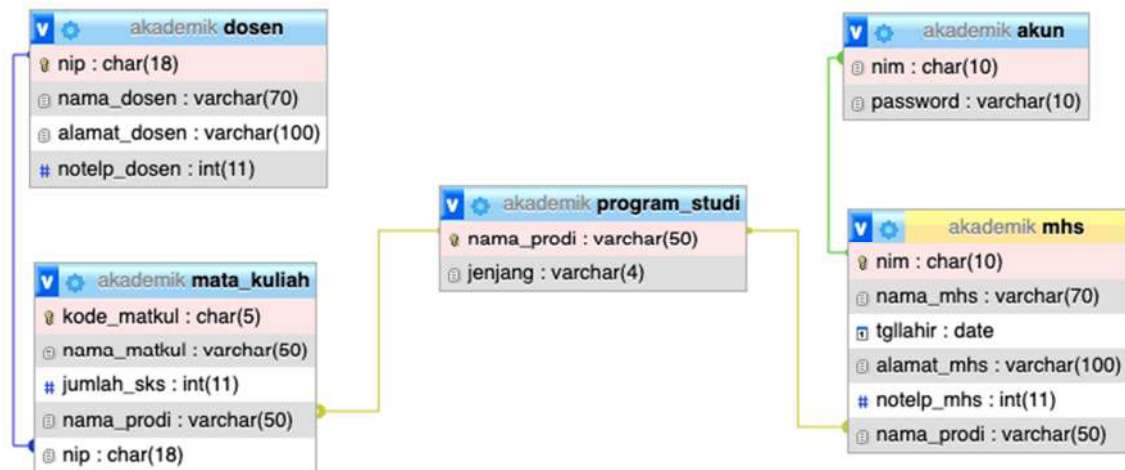 akademik dosen
nip : char(18)
nama_dosen : varchar(70)
alamat_dosen : varchar(100)
# notelp_dosen : int(11)
akademik mata_kuliah
kode_matkul : char(5)
nama_matkul : varchar(50)
# jumlah_sks : int(11)
nama_prodi : varchar(50)
nip : char(18)
akademik program_studi
nama_prodi : varchar(50)
jenjang : varchar(4)
akademik akun
nim : char(10)
password : varchar(10)
akademik mhs
nim : char(10)
nama_mhs : varchar(70)
tgllahir : date
alamat_mhs : varchar(100)
# notelp_mhs : int(11)
nama_prodi : varchar(50)